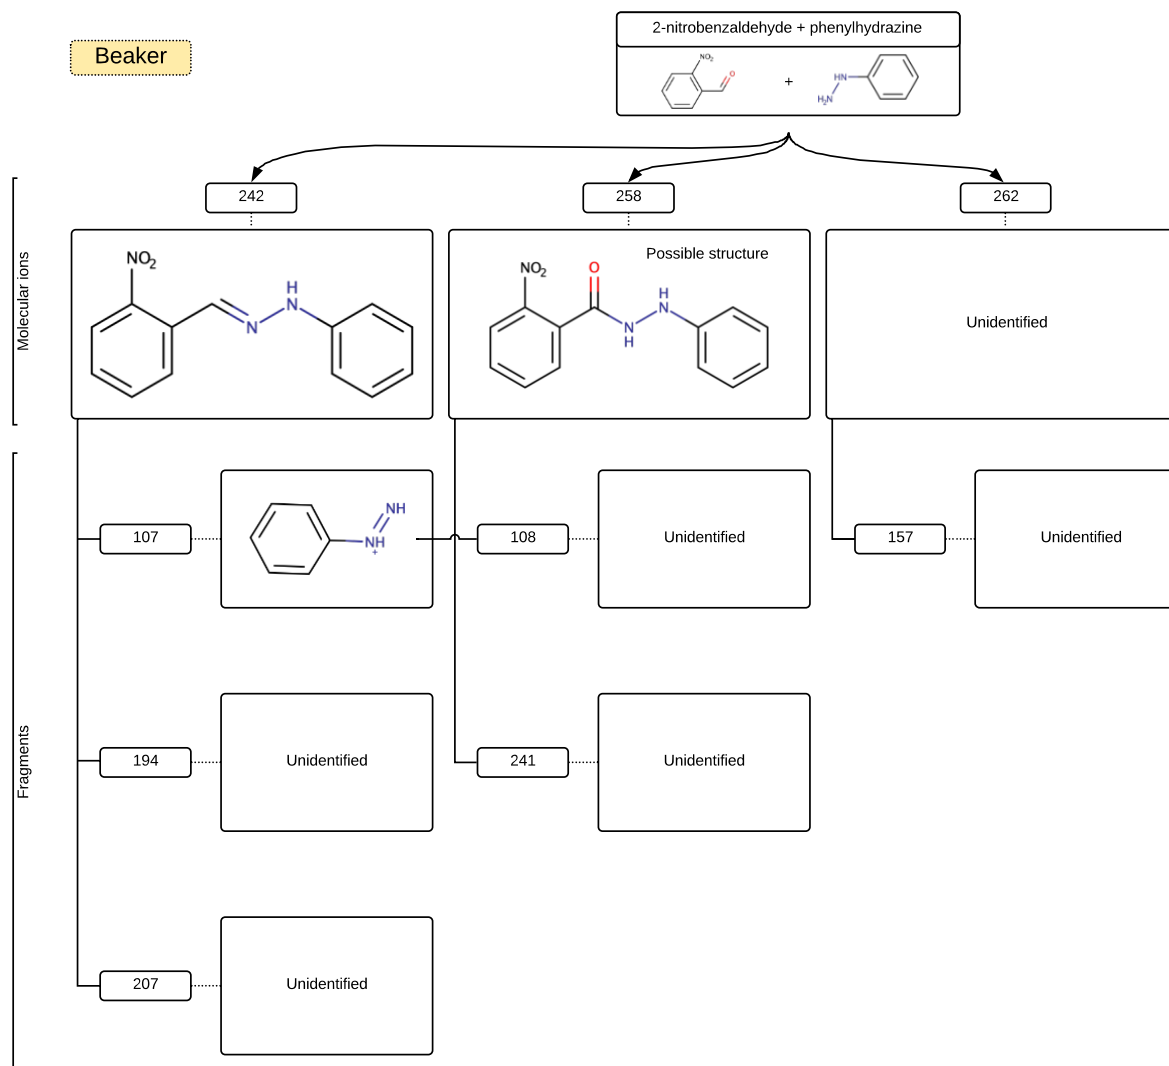 Beaker
2-nitrobenzaldehyde + phenylhydrazine
NO2
O
+
HN
H2N
242
258
262
Molecular ions
NO2
H
N
N
Possible structure
NO2
O
H
N
N
H
Unidentified
Fragments
107
NH
NH
+
108
Unidentified
157
Unidentified
194
Unidentified
241
Unidentified
207
Unidentified